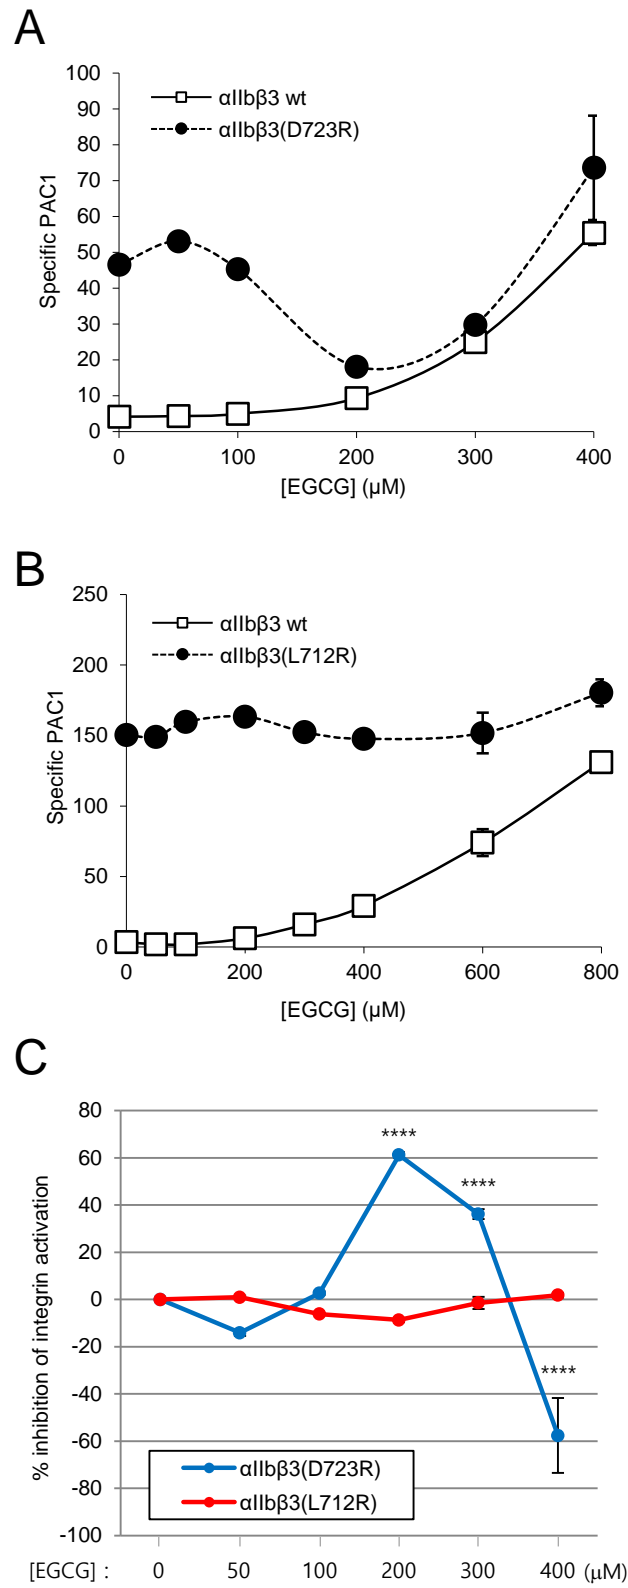 A
100
90
80
70
60
50
40
30
20
10
0
Specific PAC1
αIIbβ3 wt
αIIbβ3(D723R)
0 100 200 300 400
[EGCG] (μM)
B
250
200
150
100
50
0
Specific PAC1
αIIbβ3 wt
αIIbβ3(L712R)
0 200 400 600 800
[EGCG] (μM)
C
80
60
40
20
0
-20
-40
-60
-80
-100
% inhibition of integrin activation
****
****
****
αIIbβ3(D723R)
αIIbβ3(L712R)
[EGCG] : 0 50 100 200 300 400 (μM)